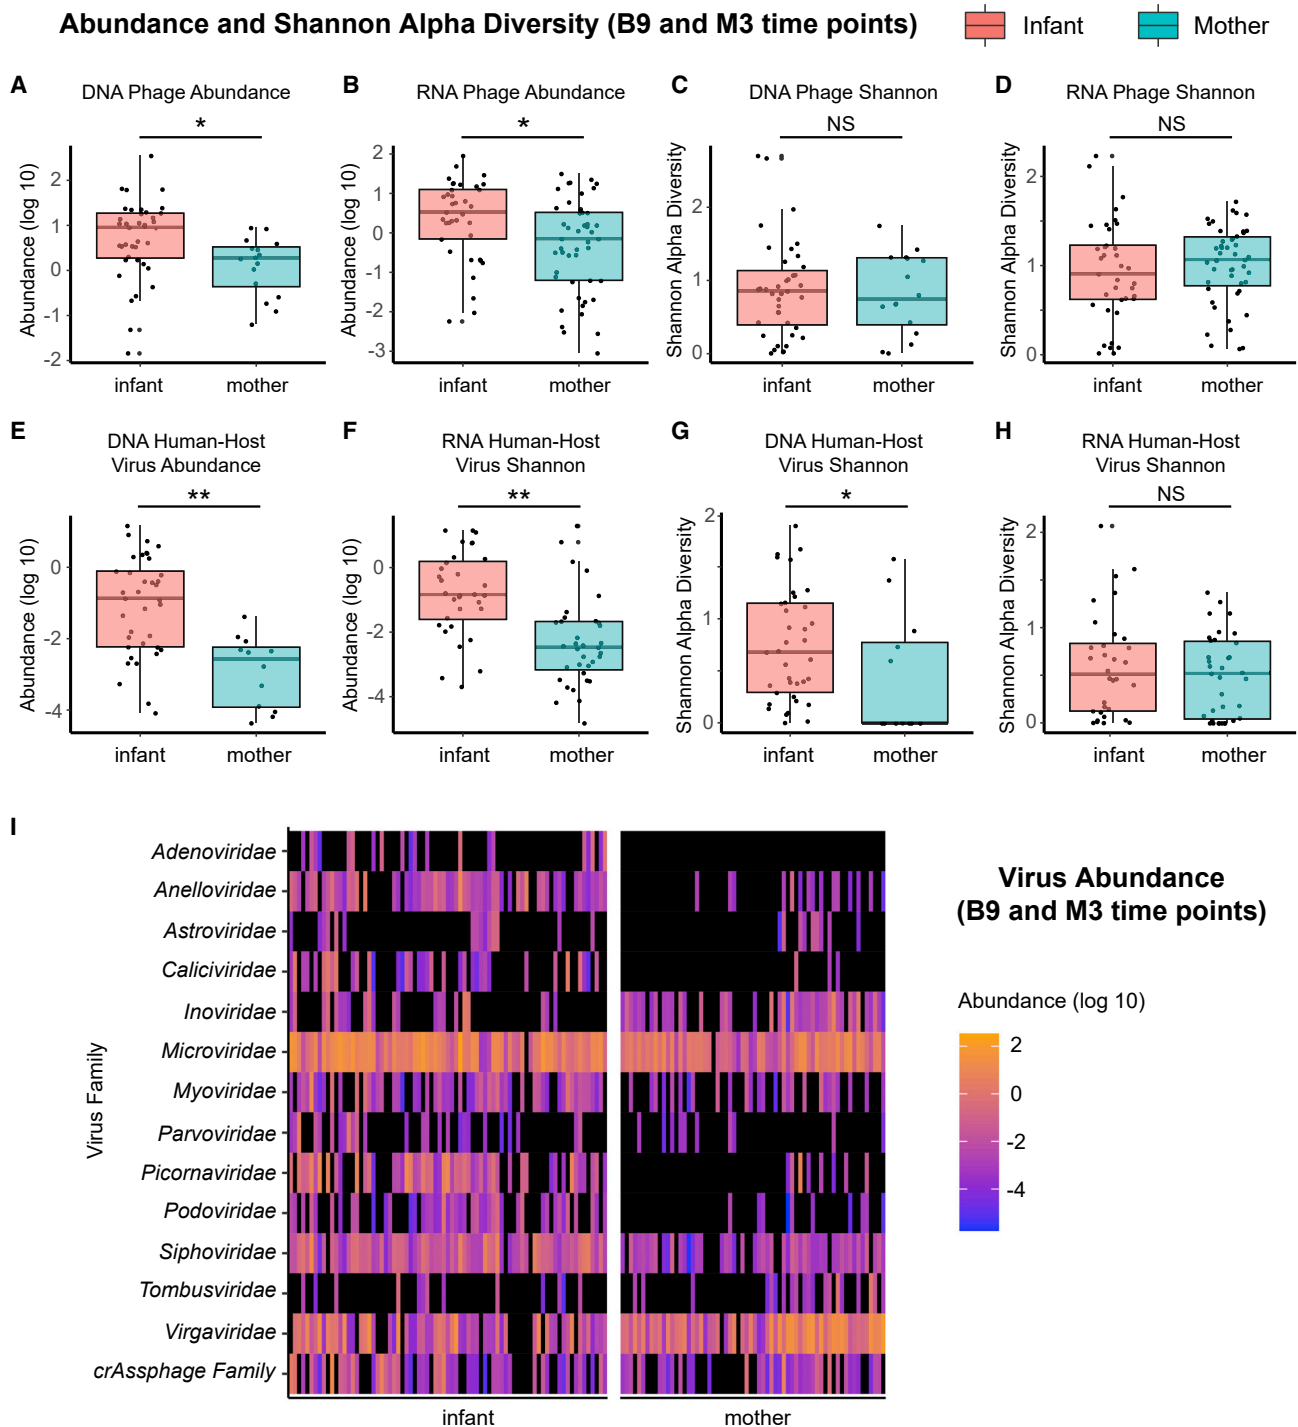 Abundance and Shannon Alpha Diversity (B9 and M3 time points)
Infant
Mother
A
DNA Phage Abundance
*
Abundance (log 10)
2
1
0
-1
-2
infant
mother
B
RNA Phage Abundance
*
Abundance (log 10)
2
1
0
-1
-2
-3
infant
mother
C
DNA Phage Shannon
NS
Shannon Alpha Diversity
2
1
0
infant
mother
D
RNA Phage Shannon
NS
Shannon Alpha Diversity
2
1
0
infant
mother
E
DNA Human-Host
Virus Abundance
**
Abundance (log 10)
0
-2
-4
infant
mother
F
RNA Human-Host
Virus Shannon
**
Abundance (log 10)
0
-2
-4
infant
mother
G
DNA Human-Host
Virus Shannon
*
Shannon Alpha Diversity
2
1
0
infant
mother
H
RNA Human-Host
Virus Shannon
NS
Shannon Alpha Diversity
2
1
0
infant
mother
I
Virus Family
Adenoviridae
Anelloviridae
Astroviridae
Caliciviridae
Inoviridae
Microviridae
Myoviridae
Parvoviridae
Picornaviridae
Podoviridae
Siphoviridae
Tombusviridae
Virgaviridae
crAssphage Family
infant
mother
Virus Abundance
(B9 and M3 time points)
Abundance (log 10)
2
0
-2
-4